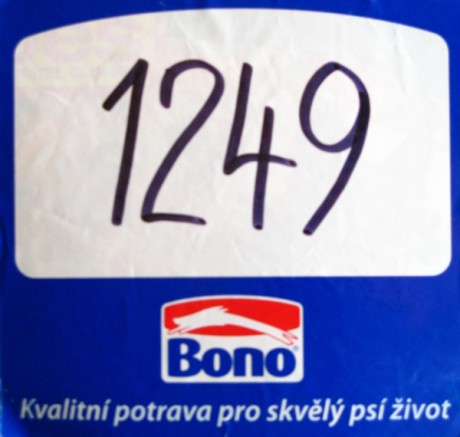 1249
Bono
Kvalitní potrava pro skvělý psí život